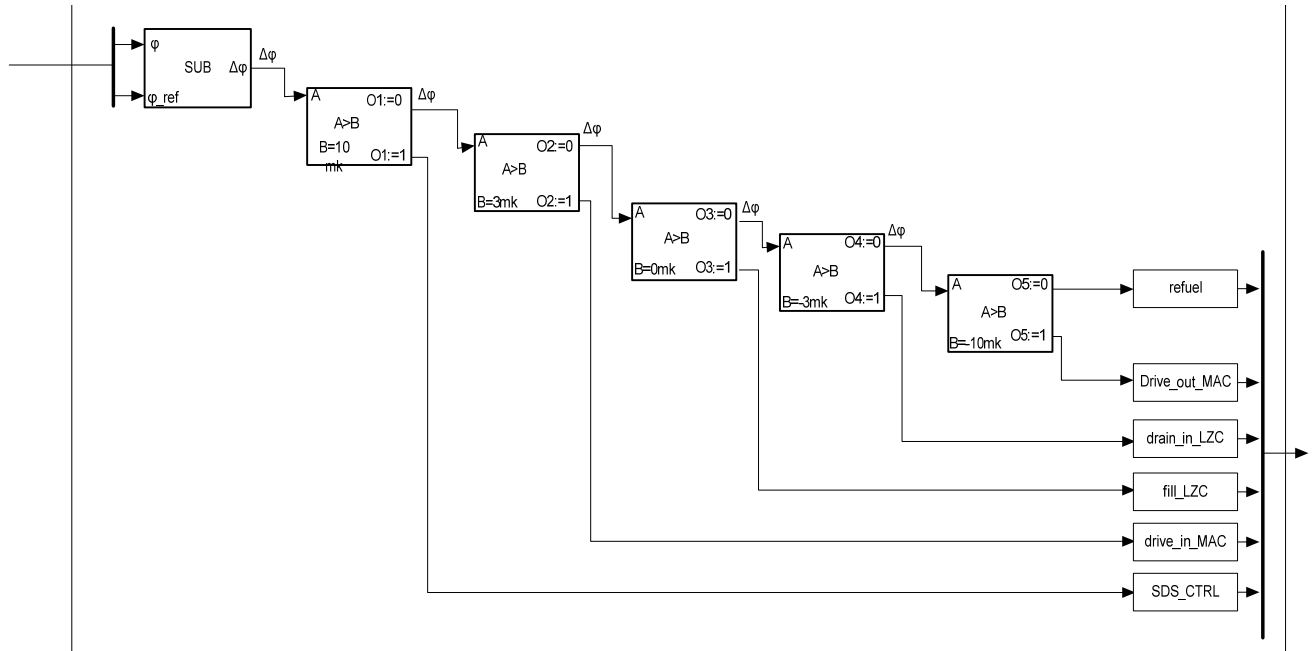 φ
SUB
Δφ
φ_ref
Δφ
A
O1:=0
A>B
B=10
mk
O1:=1
Δφ
A
O2:=0
A>B
B=3mk
O2:=1
Δφ
A
O3:=0
A>B
B=0mk
O3:=1
Δφ
A
O4:=0
A>B
B=-3mk
O4:=1
Δφ
A
O5:=0
A>B
B=-10mk
O5:=1
refuel
Drive_out_MAC
drain_in_LZC
fill_LZC
drive_in_MAC
SDS_CTRL